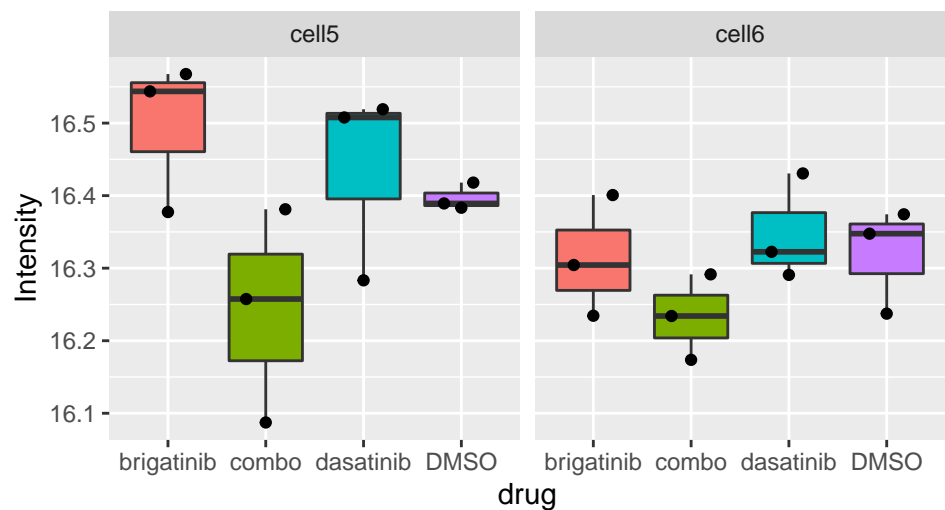 cell5 cell6
Intensity
16.5
16.4
16.3
16.2
16.1
brigatinib combo dasatinib DMSO brigatinib combo dasatinib DMSO
drug